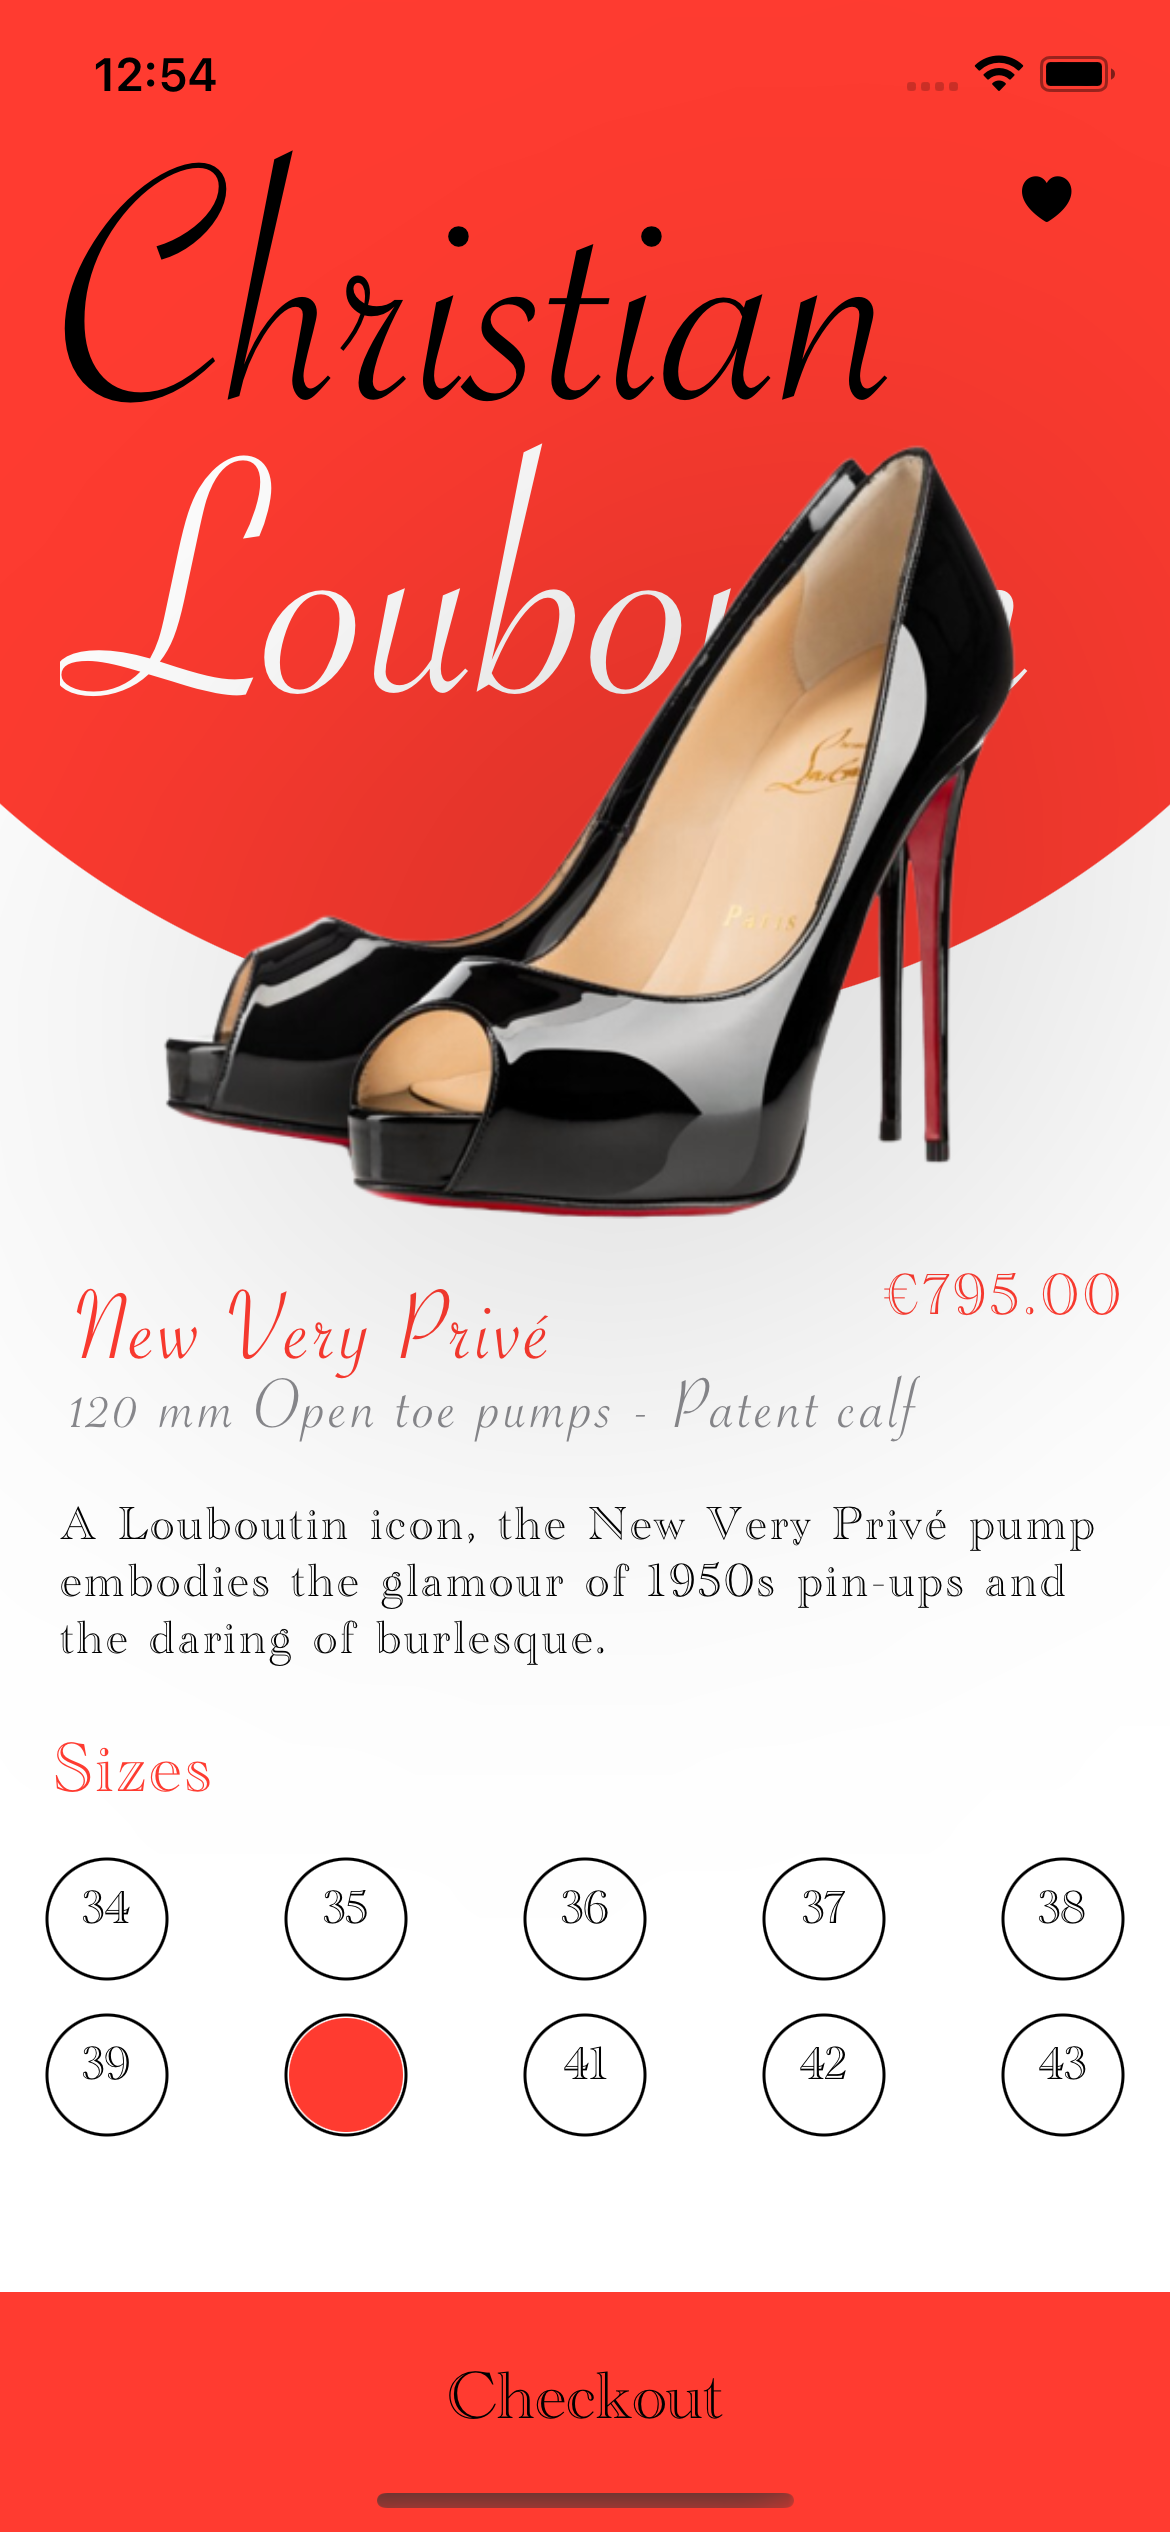 12:54
Christian
Loubou
New Very Privé
€795.00
120 mm Open toe pumps - Patent calf
A Louboutin icon, the New Very Privé pump
embodies the glamour of 1950s pin-ups and
the daring of burlesque.
Sizes
34 35 36 37 38
39 41 42 43
Checkout
Paris